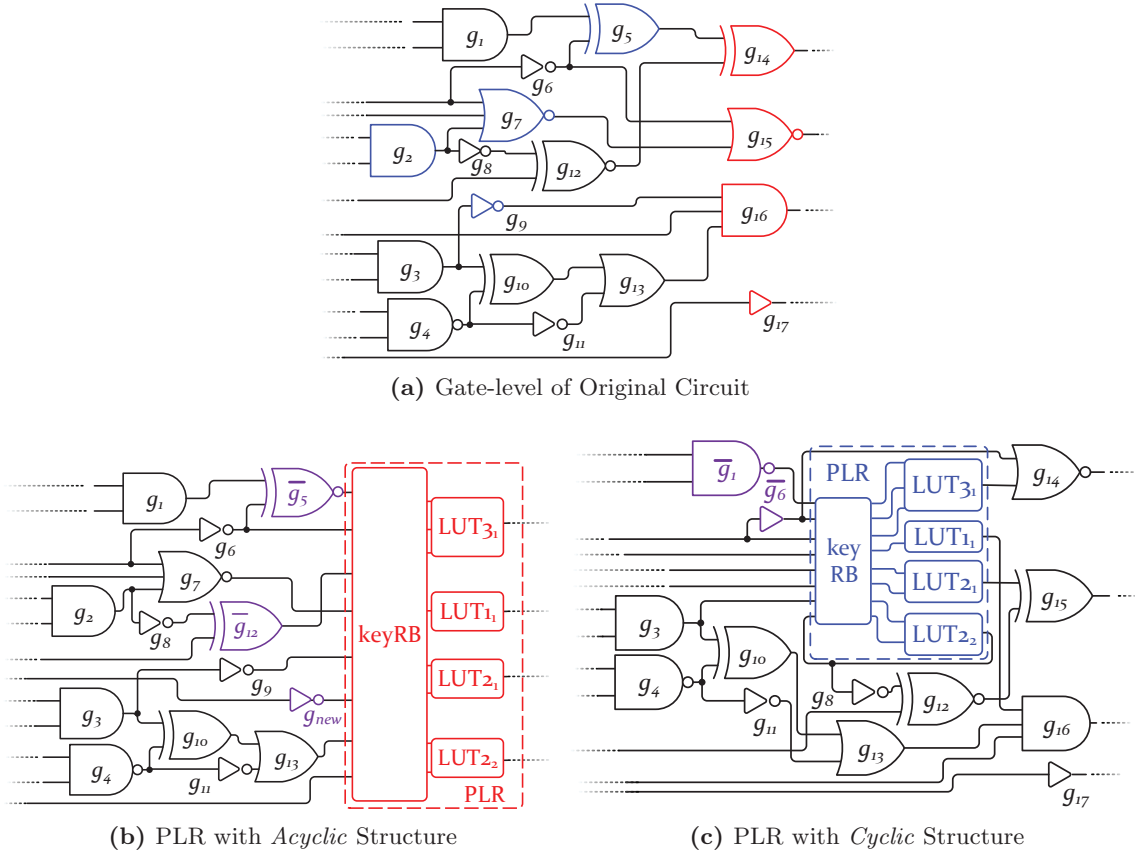 g1
g5
g14
g6
g7
g15
g2
g8
g12
g16
g9
g3
g10
g13
g4
g11
g17
(a) Gate-level of Original Circuit
g1
g5
g6
g7
g2
g8
g12
g9
gnew
g3
g10
g4
g11
g13
keyRB
LUT31
LUT11
LUT21
LUT22
PLR
(b) PLR with Acyclic Structure
g1
g6
PLR
LUT31
LUT11
LUT21
LUT22
key
RB
g14
g15
g3
g10
g4
g11
g8
g12
g13
g16
g17
(c) PLR with Cyclic Structure